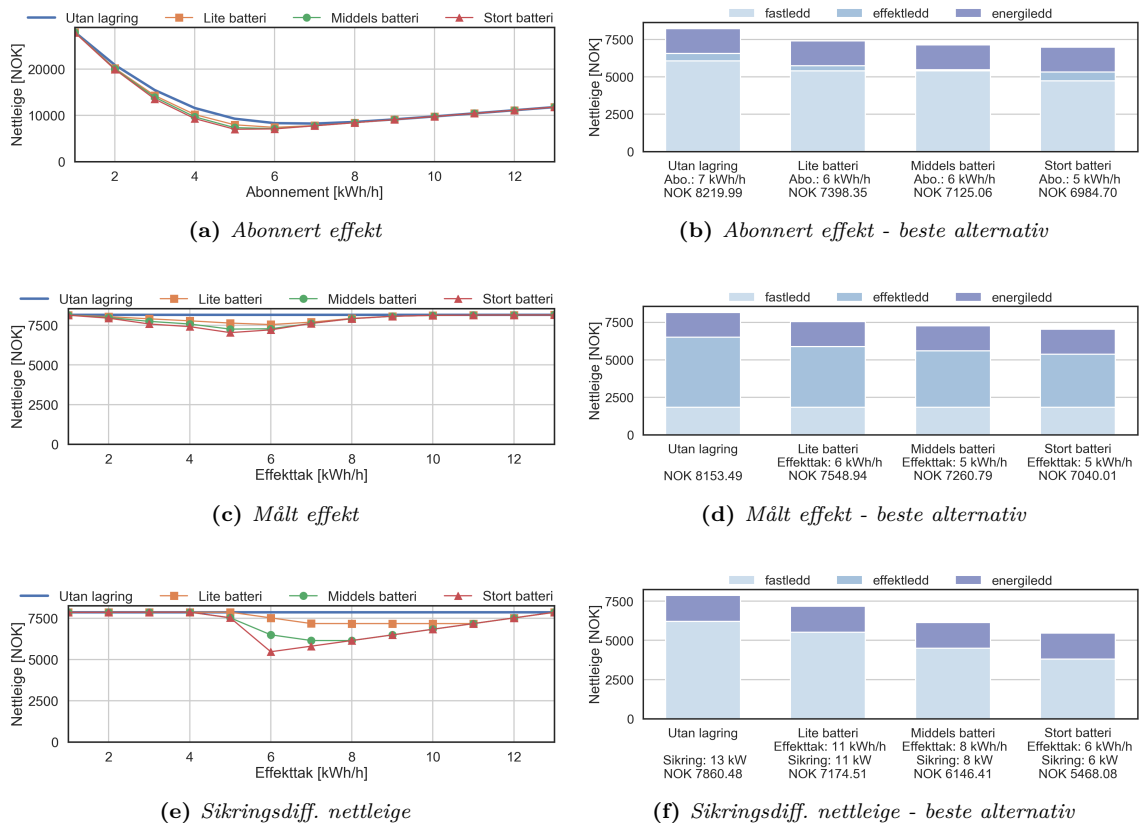 Utan lagring Lite batteri Middels batteri Stort batteri
Nettleige [NOK]
20000
10000
0
2 4 6 8 10 12
Abonnement [kWh/h]
(a) Abonnert effekt
fastledd effektledd energiledd
Nettleige [NOK]
7500
5000
2500
0
Utan lagring Lite batteri Middels batteri Stort batteri
Abo.: 7 kWh/h Abo.: 6 kWh/h Abo.: 6 kWh/h Abo.: 5 kWh/h
NOK 8219.99 NOK 7398.35 NOK 7125.06 NOK 6984.70
(b) Abonnert effekt - beste alternativ
Utan lagring Lite batteri Middels batteri Stort batteri
Nettleige [NOK]
7500
5000
2500
0
2 4 6 8 10 12
Effekttak [kWh/h]
(c) Målt effekt
fastledd effektledd energiledd
Nettleige [NOK]
7500
5000
2500
0
Utan lagring Lite batteri Middels batteri Stort batteri
Effekttak: 6 kWh/h Effekttak: 5 kWh/h Effekttak: 5 kWh/h
NOK 8153.49 NOK 7548.94 NOK 7260.79 NOK 7040.01
(d) Målt effekt - beste alternativ
Utan lagring Lite batteri Middels batteri Stort batteri
Nettleige [NOK]
7500
5000
2500
0
2 4 6 8 10 12
Effekttak [kWh/h]
(e) Sikringsdiff. nettleige
fastledd effektledd energiledd
Nettleige [NOK]
7500
5000
2500
0
Utan lagring Lite batteri Middels batteri Stort batteri
Effekttak: 11 kWh/h Effekttak: 8 kWh/h Effekttak: 6 kWh/h
Sikring: 13 kW Sikring: 11 kW Sikring: 8 kW Sikring: 6 kW
NOK 7860.48 NOK 7174.51 NOK 6146.41 NOK 5468.08
(f) Sikringsdiff. nettleige - beste alternativ